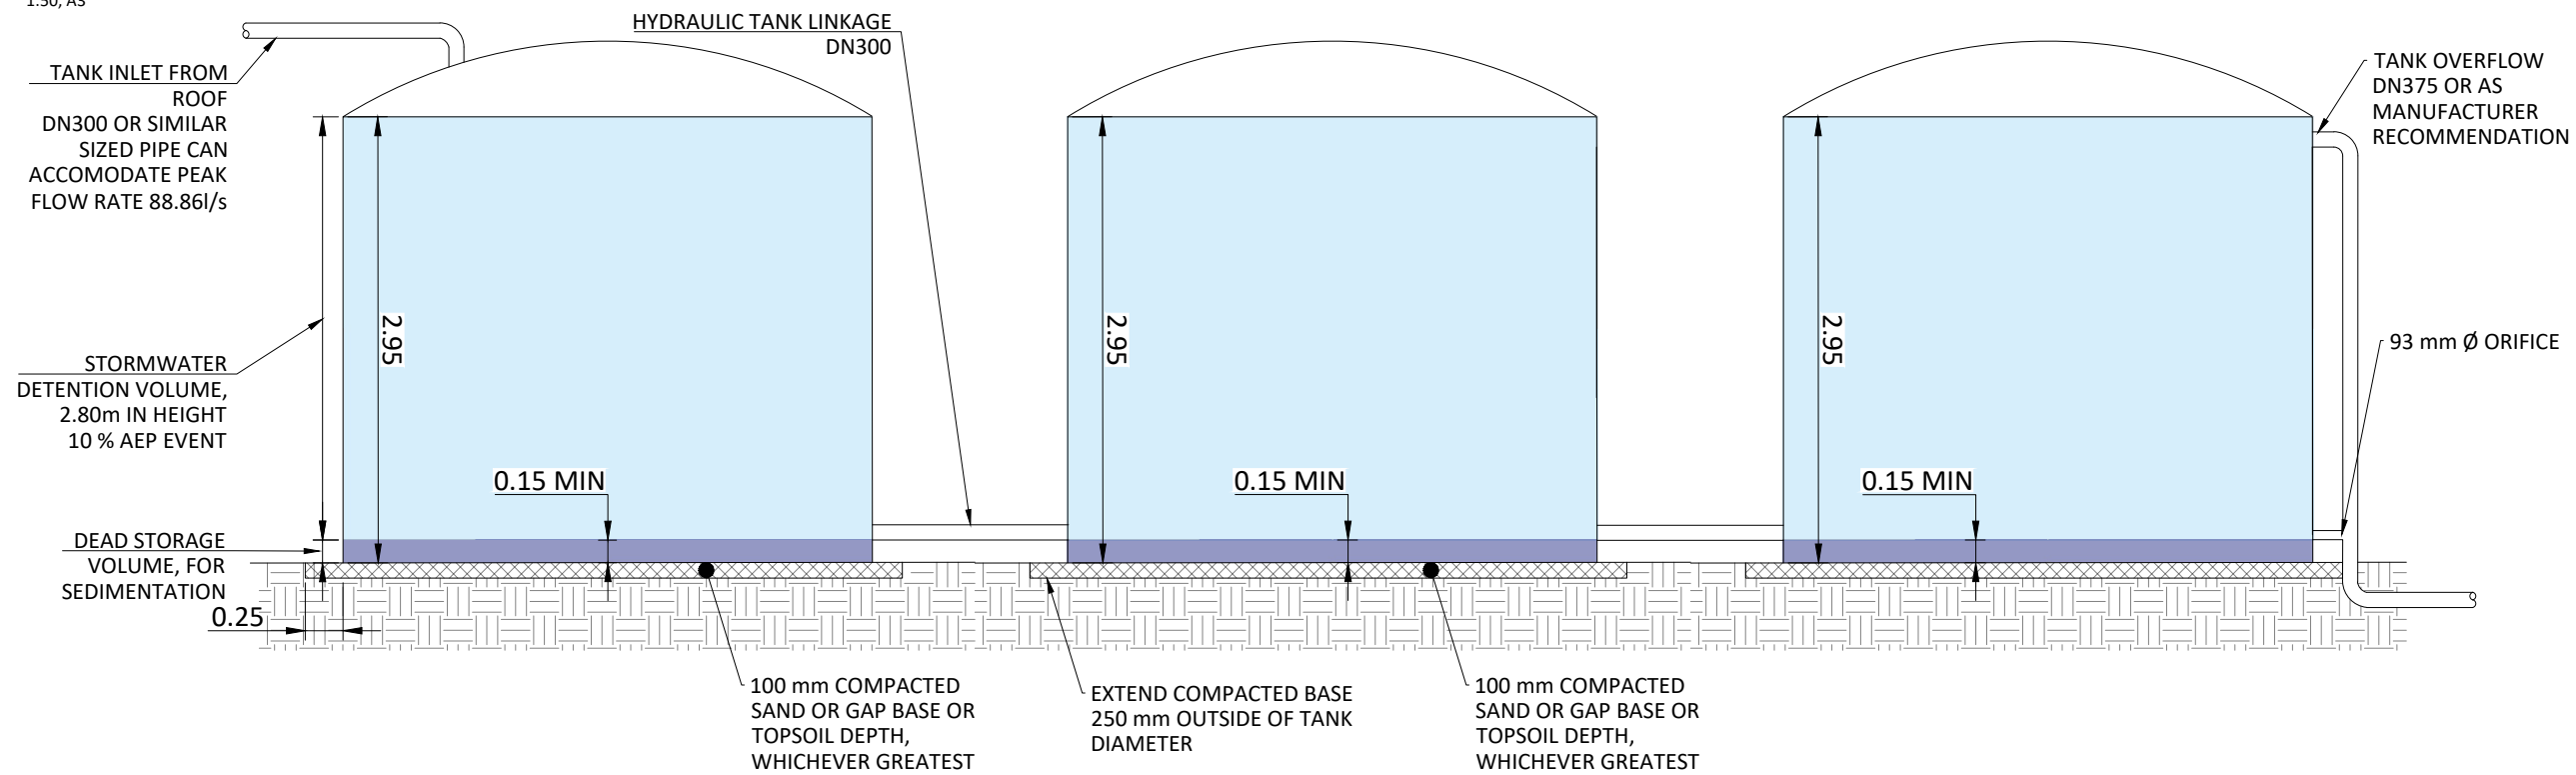 1:50, A3
HYDRAULIC TANK LINKAGE
DN300
TANK INLET FROM
ROOF
DN300 OR SIMILAR
SIZED PIPE CAN
ACCOMODATE PEAK
FLOW RATE 88.86l/s
TANK OVERFLOW
DN375 OR AS
MANUFACTURER
RECOMMENDATION
2.95
2.95
2.95
93 mm Ø ORIFICE
STORMWATER
DETENTION VOLUME,
2.80m IN HEIGHT
10 % AEP EVENT
0.15 MIN
0.15 MIN
0.15 MIN
DEAD STORAGE
VOLUME, FOR
SEDIMENTATION
0.25
100 mm COMPACTED
SAND OR GAP BASE OR
TOPSOIL DEPTH,
WHICHEVER GREATEST
EXTEND COMPACTED BASE
250 mm OUTSIDE OF TANK
DIAMETER
100 mm COMPACTED
SAND OR GAP BASE OR
TOPSOIL DEPTH,
WHICHEVER GREATEST